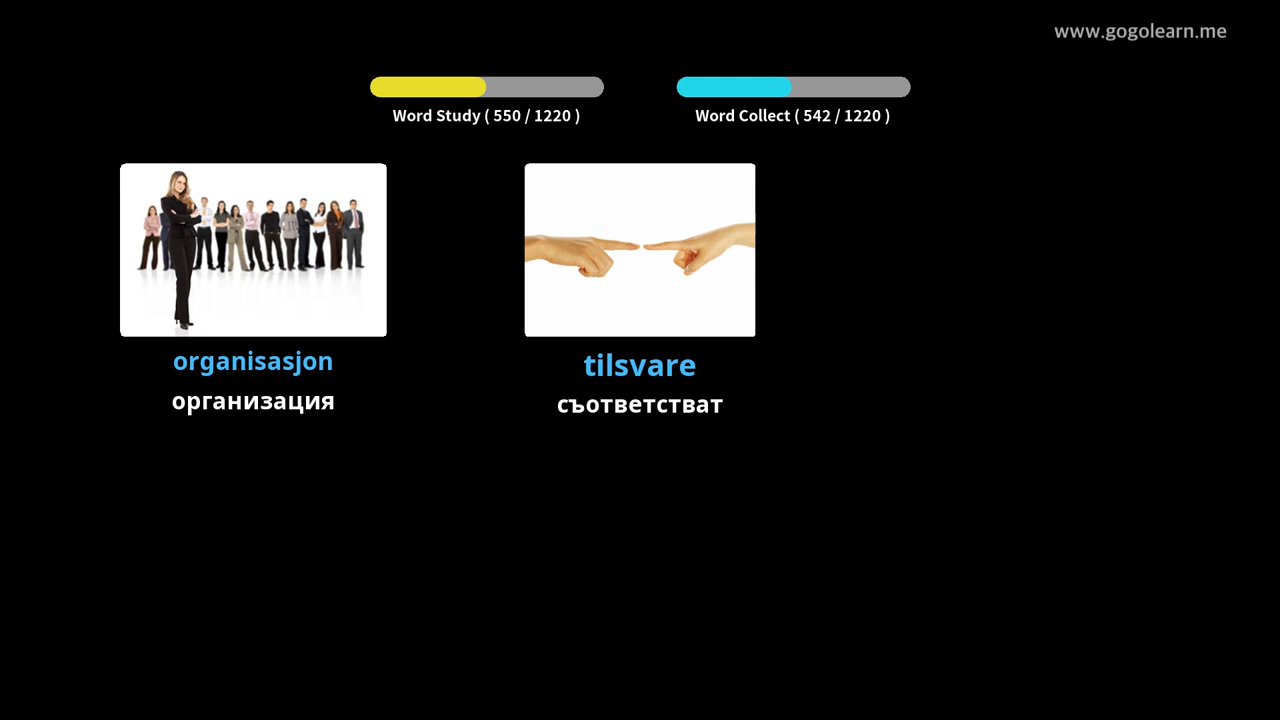 www.gogolearn.me
Word Study ( 550 / 1220 )
Word Collect ( 542 / 1220 )
organisasjon
организация
tilsvare
съответстват